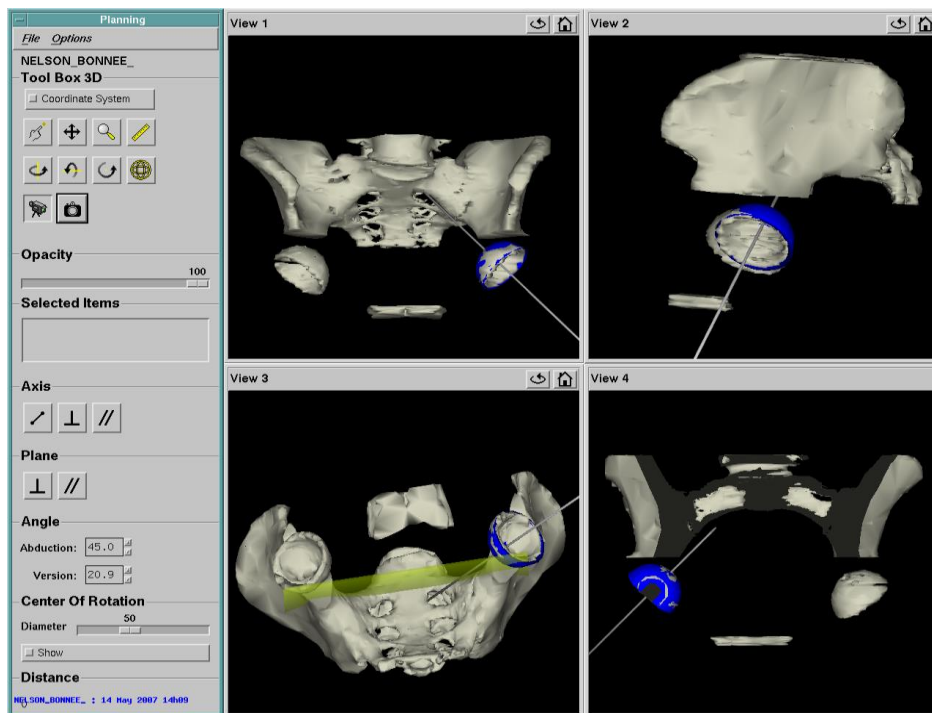 Planning
File Options
NELSON_BONNEE_
Tool Box 3D
Coordinate System
Opacity
100
Selected Items
Axis
Plane
Angle
Abduction: 45.0
Version: 20.9
Center Of Rotation
50
Diameter
Show
Distance
NELSON_BONNEE_ : 14 May 2007 14h09
View 1
View 2
View 3
View 4